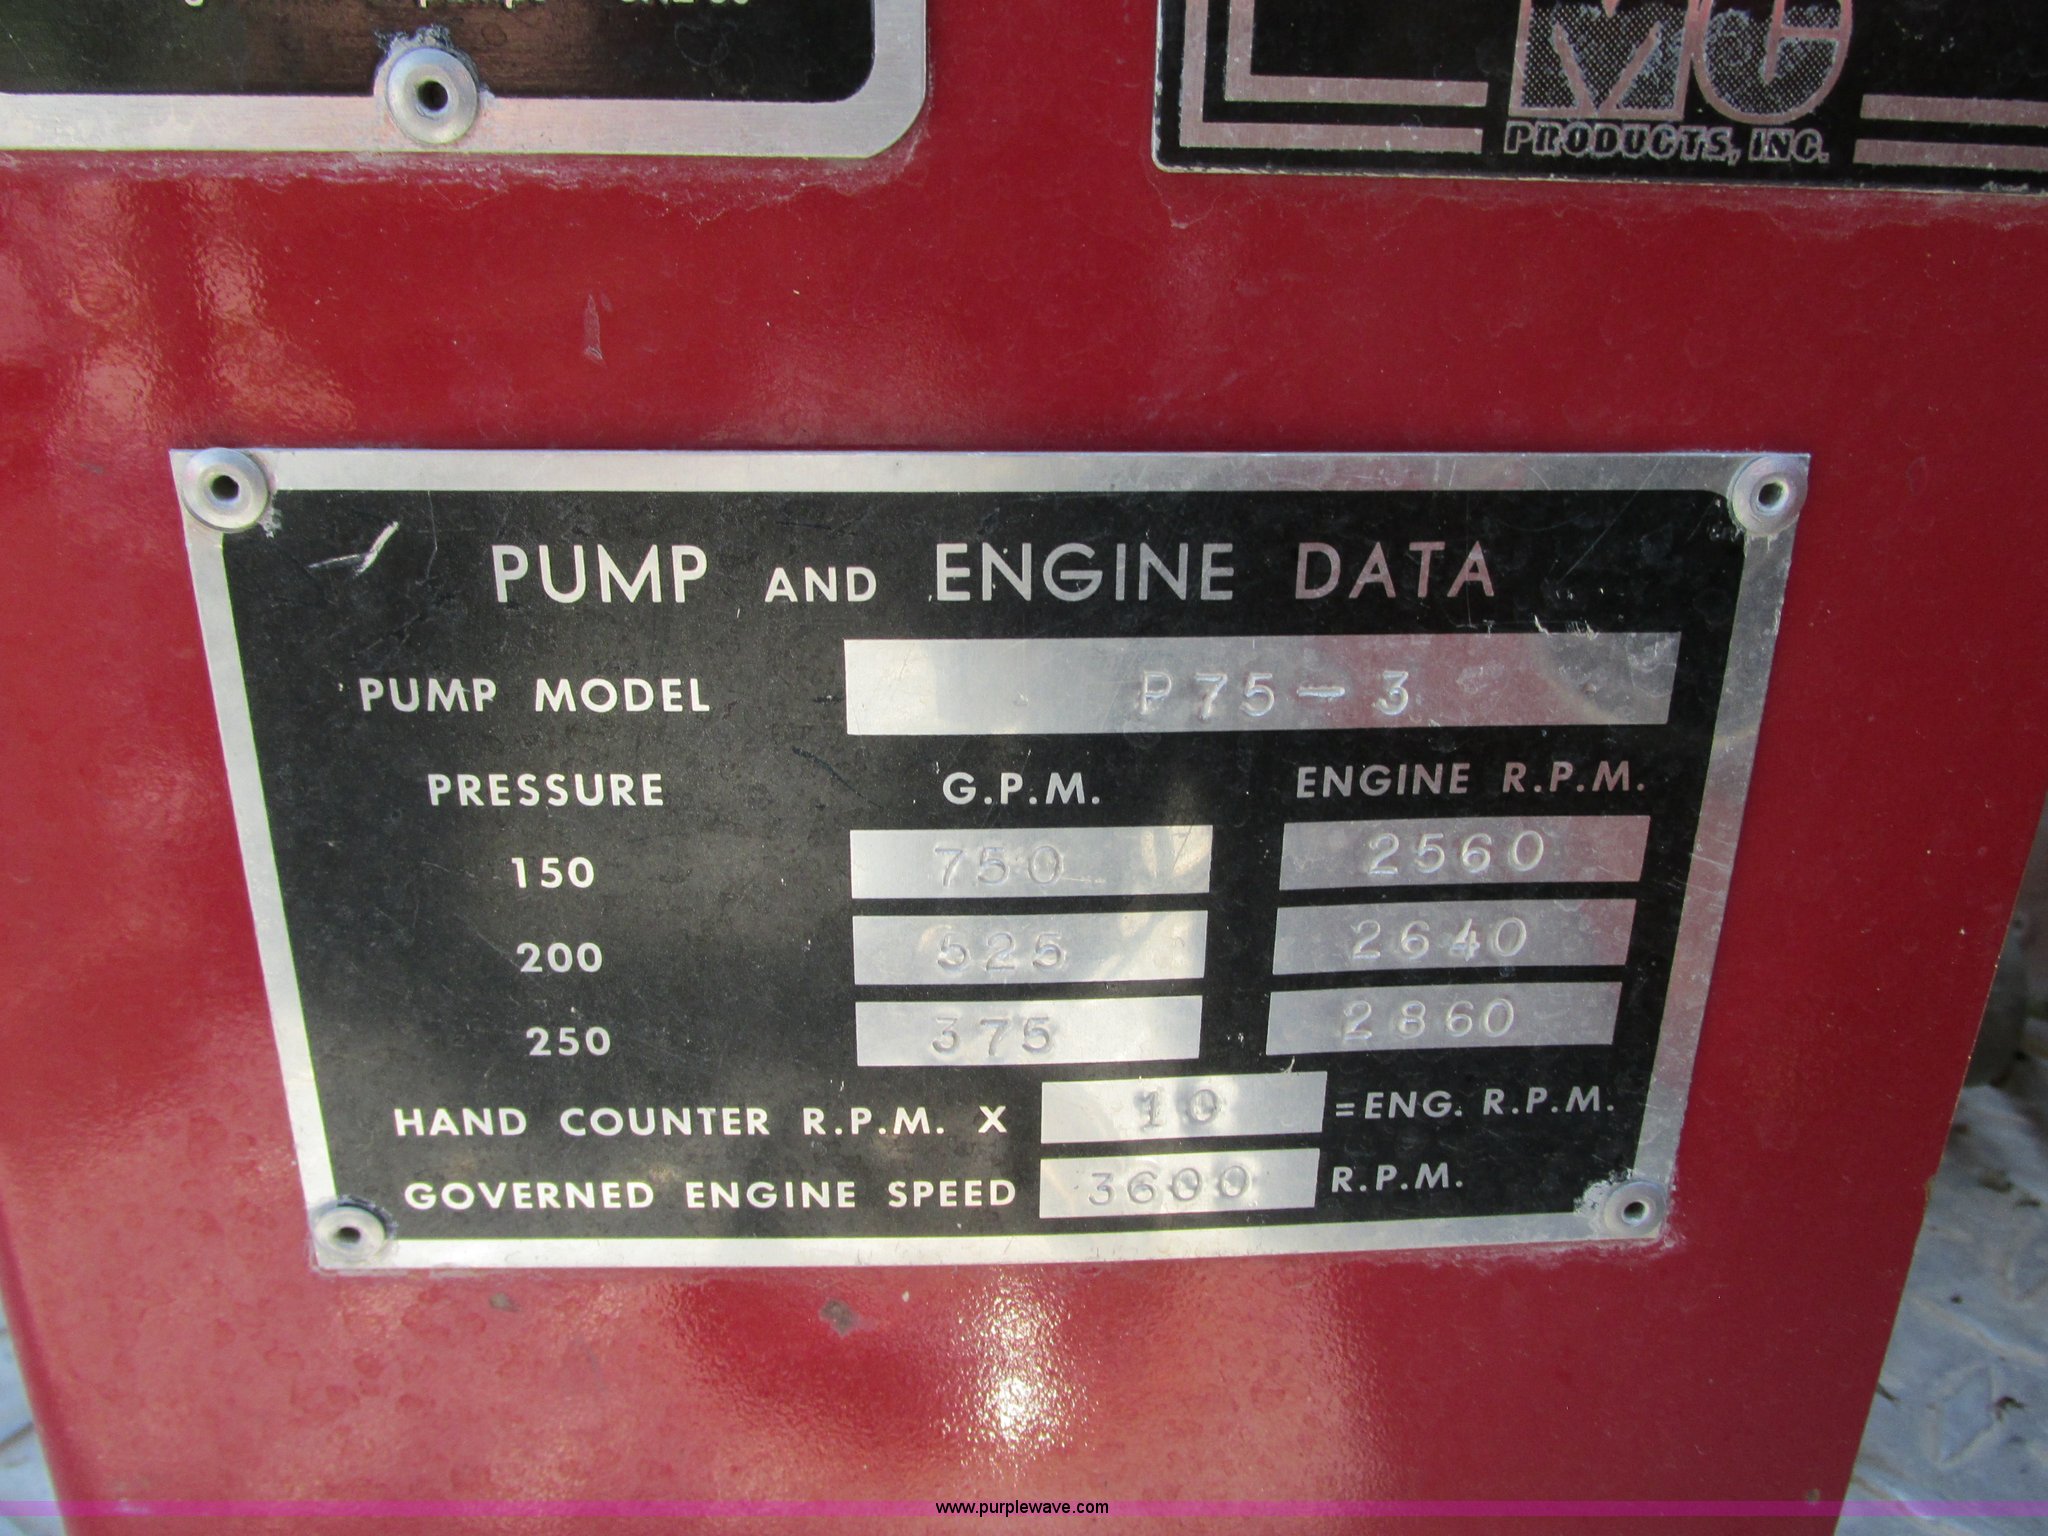 PRODUCTS, INC.
PUMP AND ENGINE DATA
PUMP MODEL P75-3
PRESSURE G.P.M. ENGINE R.P.M.
150 750 2560
200 525 2640
250 375 2860
HAND COUNTER R.P.M. X 10 =ENG. R.P.M.
GOVERNED ENGINE SPEED 3600 R.P.M.
www.purplewave.com